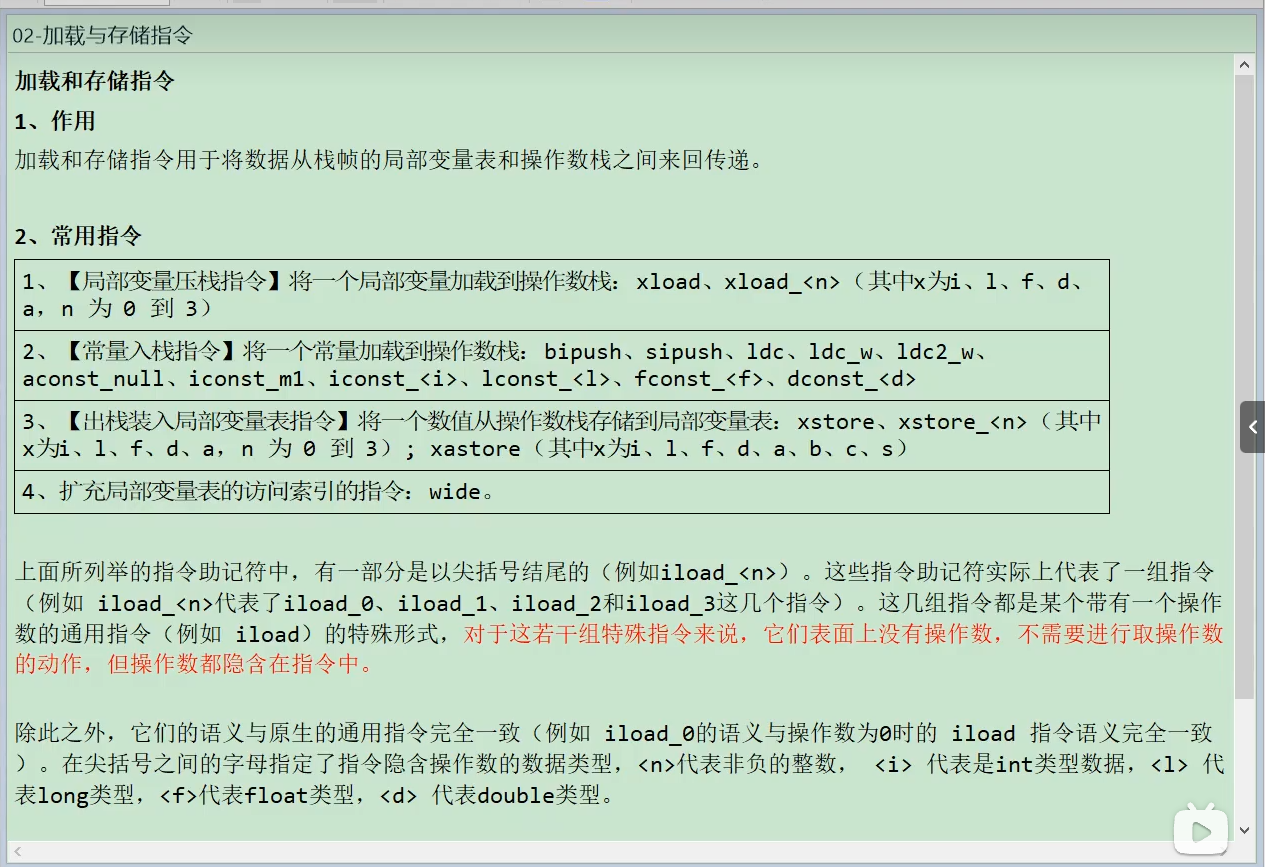 02-加载与存储指令
加载和存储指令
1、作用
加载和存储指令用于将数据从栈帧的局部变量表和操作数栈之间来回传递。
2、常用指令
1、【局部变量压栈指令】将一个局部变量加载到操作数栈：xload、xload_<n>（其中x为i、l、f、d、
a，n 为 0 到 3）
2、【常量入栈指令】将一个常量加载到操作数栈：bipush、sipush、ldc、ldc_w、ldc2_w、
aconst_null、iconst_m1、iconst_<i>、lconst_<l>、fconst_<f>、dconst_<d>
3、【出栈装入局部变量表指令】将一个数值从操作数栈存储到局部变量表：xstore、xstore_<n>（其中
x为i、l、f、d、a，n 为 0 到 3）; xastore（其中x为i、l、f、d、a、b、c、s）
4、扩充局部变量表的访问索引的指令：wide。
上面所列举的指令助记符中，有一部分是以尖括号结尾的（例如iload_<n>）。这些指令助记符实际上代表了一组指令
（例如 iload_<n>代表了iload_0、iload_1、iload_2和iload_3这几个指令）。这几组指令都是某个带有一个操作
数的通用指令（例如 iload）的特殊形式，对于这若干组特殊指令来说，它们表面上没有操作数，不需要进行取操作数
的动作，但操作数都隐含在指令中。
除此之外，它们的语义与原生的通用指令完全一致（例如 iload_0的语义与操作数为0时的 iload 指令语义完全一致
）。在尖括号之间的字母指定了指令隐含操作数的数据类型，<n>代表非负的整数， <i> 代表是int类型数据，<l> 代
表long类型，<f>代表float类型，<d> 代表double类型。